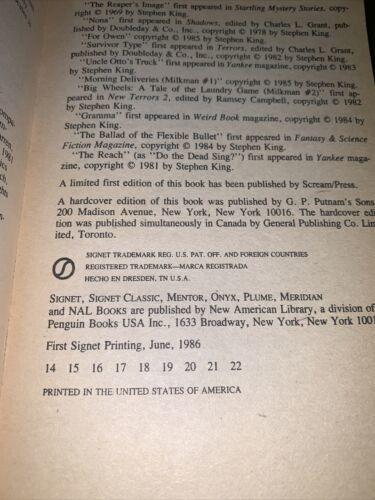 "The Reaper's Image" first appeared in Startling Mystery Stories, copy-
right © 1969 by Stephen King.
"Nona" first appeared in Shadows, edited by Charles L. Grant, pub-
lished by Doubleday & Co., Inc., copyright © 1978 by Stephen King.
"For Owen" copyright © 1985 by Stephen King.
"Survivor Type" first appeared in Terrors, edited by Charles L. Grant,
published by Doubleday & Co., Inc., copyright © 1982 by Stephen King.
"Uncle Otto's Truck" first appeared in Yankee magazine, copyright © 1983
by Stephen King.
"Morning Deliveries (Milkman #1)" copyright © 1985 by Stephen King.
"Big Wheels: A Tale of the Laundry Game (Milkman #2)" first ap-
peared in New Terrors 2, edited by Ramsey Campbell, copyright © 1982
by Stephen King.
"Gramma" first appeared in Weird Book magazine, copyright © 1984 by
Stephen King.
"The Ballad of the Flexible Bullet" first appeared in Fantasy & Science
Fiction Magazine, copyright © 1984 by Stephen King.
"The Reach" (as "Do the Dead Sing?") first appeared in Yankee maga-
zine, copyright © 1981 by Stephen King.
A limited first edition of this book has been published by Scream/Press.
A hardcover edition of this book was published by G. P. Putnam's Sons
200 Madison Avenue, New York, New York 10016. The hardcover edi
tion was published simultaneously in Canada by General Publishing Co. Lim
ited, Toronto.
SIGNET TRADEMARK REG. U.S. PAT. OFF. AND FOREIGN COUNTRIES
REGISTERED TRADEMARK—MARCA REGISTRADA
HECHO EN DRESDEN, TN U.S.A.
SIGNET, SIGNET CLASSIC, MENTOR, ONYX, PLUME, MERIDIAN
and NAL BOOKS are published by New American Library, a division of
Penguin Books USA Inc., 1633 Broadway, New York, New York 1001
First Signet Printing, June, 1986
14 15 16 17 18 19 20 21 22
PRINTED IN THE UNITED STATES OF AMERICA